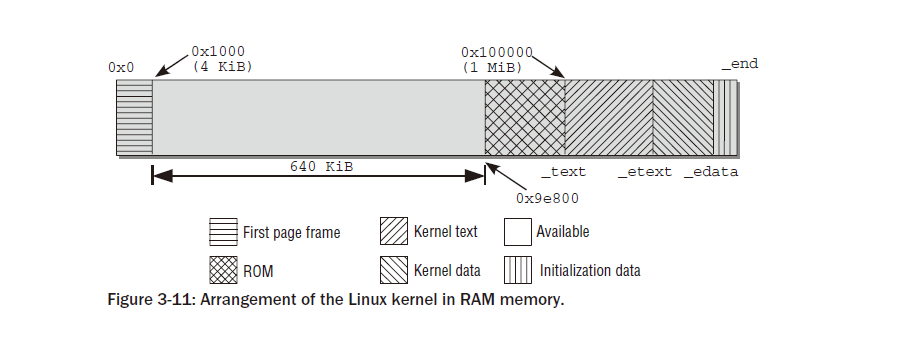 0x1000
0x0 (4 KiB)
0x100000
(1 MiB)
_end
640 KiB
_text _etext _edata
0x9e800
First page frame Kernel text Available
ROM Kernel data Initialization data
Figure 3-11: Arrangement of the Linux kernel in RAM memory.